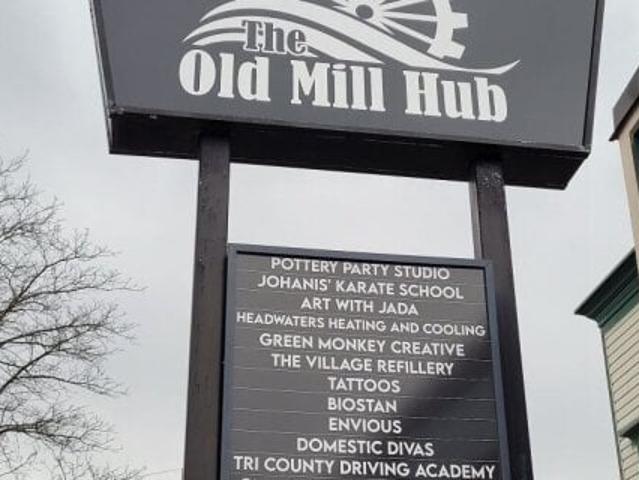 The
Old Mill Hub
POTTERY PARTY STUDIO
JOHANIS' KARATE SCHOOL
ART WITH JADA
HEADWATERS HEATING AND COOLING
GREEN MONKEY CREATIVE
THE VILLAGE REFILLERY
TATTOOS
BIOSTAN
ENVIOUS
DOMESTIC DIVAS
TRI COUNTY DRIVING ACADEMY